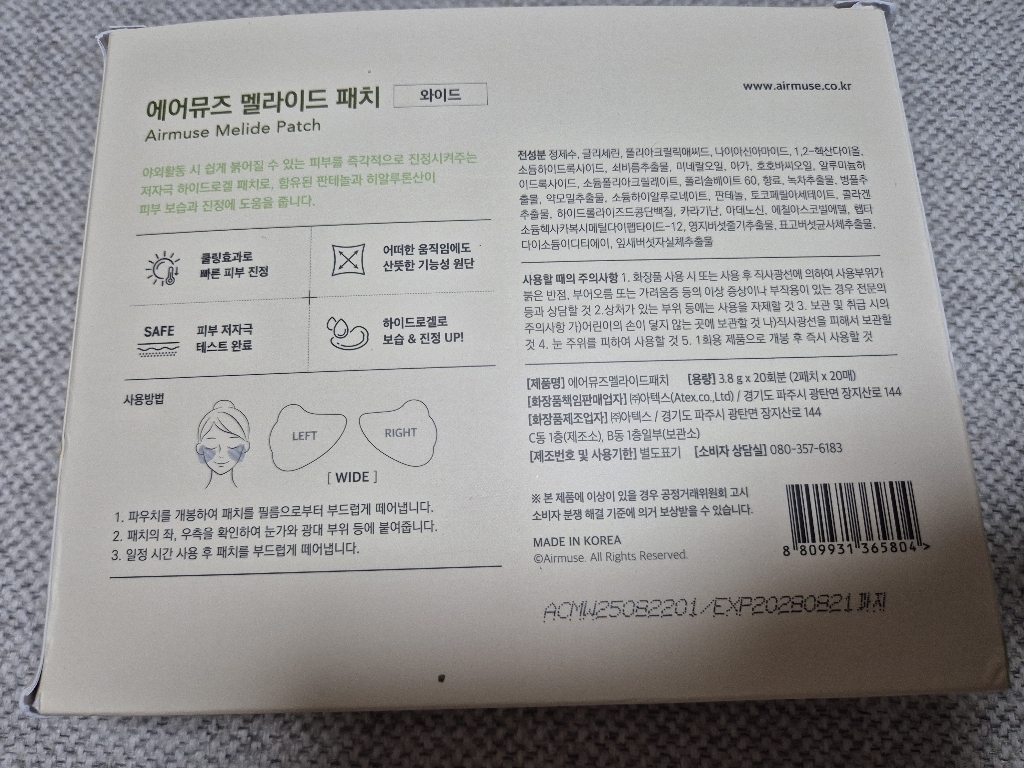 에어뮤즈 멜라이드 패치 와이드
Airmuse Melide Patch
야외활동 시 쉽게 붉어질 수 있는 피부를 즉각적으로 진정시켜주는
저자극 하이드로겔 패치로, 함유된 판테놀과 히알루론산이
피부 보습과 진정에 도움을 줍니다.
쿨링효과로
빠른 피부 진정
어떠한 움직임에도
산뜻한 기능성 원단
SAFE
피부 저자극
테스트 완료
하이드로겔로
보습 & 진정 UP!
사용방법
LEFT
RIGHT
[ WIDE ]
1. 파우치를 개봉하여 패치를 필름으로부터 부드럽게 떼어냅니다.
2. 패치의 좌, 우측을 확인하여 눈가와 광대 부위 등에 붙여줍니다.
3. 일정 시간 사용 후 패치를 부드럽게 떼어냅니다.
www.airmuse.co.kr
전성분 정제수, 글리세린, 폴리아크릴릭애씨드, 나이아신아마이드, 1,2-헥산다이올,
소듐하이드록사이드, 쇠비름추출물, 미네랄오일, 아가, 호호바씨오일, 알루미늄하
이드록사이드, 소듐폴리아크릴레이트, 폴리솔베이트 60, 향료, 녹차추출물, 병풀추
출물, 약모밀추출물, 소듐하이알루로네이트, 판테놀, 토코페릴아세테이트, 콜라겐
추출물, 하이드롤라이즈드콩단백질, 카라기난, 아데노신, 에칠아스코빌에텔, 헵타
소듐헥사카복시메틸다이펩타이드-12, 영지버섯줄기추출물, 표고버섯균사체추출물,
다이소듐이디티에이, 잎새버섯자실체추출물
사용할 때의 주의사항 1. 화장품 사용 시 또는 사용 후 직사광선에 의하여 사용부위가
붉은 반점, 부어오름 또는 가려움증 등의 이상 증상이나 부작용이 있는 경우 전문의
등과 상담할 것 2.상처가 있는 부위 등에는 사용을 자제할 것 3. 보관 및 취급 시의
주의사항 가)어린이의 손이 닿지 않는 곳에 보관할 것 나)직사광선을 피해서 보관할
것 4. 눈 주위를 피하여 사용할 것 5. 1회용 제품으로 개봉 후 즉시 사용할 것
[제품명] 에어뮤즈멜라이드패치 [용량] 3.8 g x 20회분 (2패치 x 20매)
[화장품책임판매업자] ㈜아텍스(Atex.co.,Ltd) / 경기도 파주시 광탄면 장지산로 144
[화장품제조업자] ㈜아텍스 / 경기도 파주시 광탄면 장지산로 144
C동 1층(제조소), B동 1층일부(보관소)
[제조번호 및 사용기한] 별도표기 [소비자 상담실] 080-357-6183
※ 본 제품에 이상이 있을 경우 공정거래위원회 고시
소비자 분쟁 해결 기준에 의거 보상받을 수 있습니다.
MADE IN KOREA
©Airmuse. All Rights Reserved.
8 809931 365804 >
ACMW25082201/EXP20280821까지